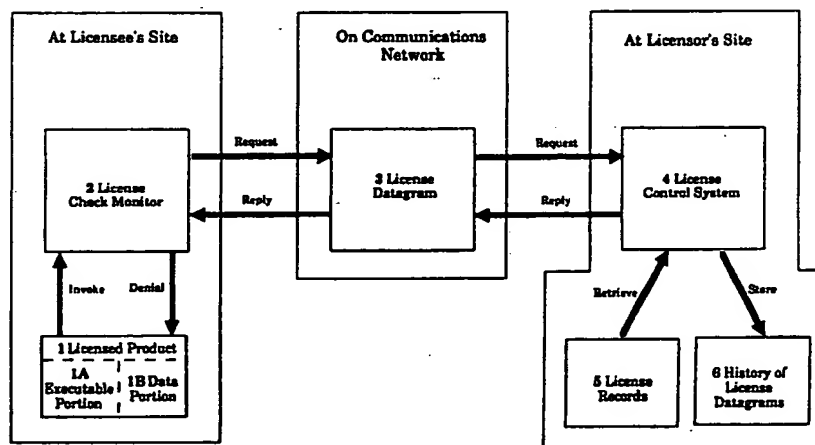 At Licensee's Site
On Communications
Network
At Licensor's Site
Request
Request
2 License
Check Monitor
3 License
Datagram
4 License
Control System
Reply
Reply
Invoke
Denial
Retrieve
Store
1 Licensed Product
1A
Executable
Portion
1B Data
Portion
5 License
Records
6 History of
License
Datagrams